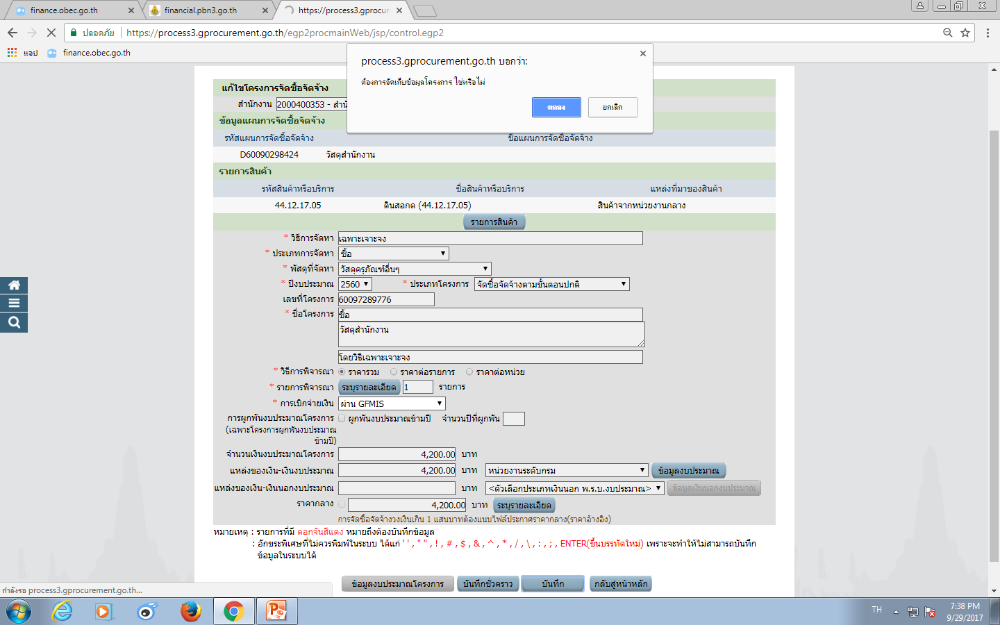 finance.obec.go.th
financial.pbn3.go.th
https://process3.gprocur
ปลอดภัย
https://process3.gprocurement.go.th/egp2procmainWeb/jsp/control.egp2
แอป
finance.obec.go.th
process3.gprocurement.go.th บอกว่า:
ต้องการจัดเก็บข้อมูลโครงการ ใช่หรือไม่
ตกลง
ยกเลิก
แก้ไขโครงการจัดซื้อจัดจ้าง
สำนักงาน 2000400353 - สำนั
ข้อมูลแผนการจัดซื้อจัดจ้าง
รหัสแผนการจัดซื้อจัดจ้าง ชื่อแผนการจัดซื้อจัดจ้าง
D60090298424 วัสดุสำนักงาน
รายการสินค้า
รหัสสินค้าหรือบริการ ชื่อสินค้าหรือบริการ แหล่งที่มาของสินค้า
44.12.17.05 ดินสอกด (44.12.17.05) สินค้าจากหน่วยงานกลาง
รายการสินค้า
* วิธีการจัดหา เฉพาะเจาะจง
* ประเภทการจัดหา ซื้อ
* พัสดุที่จัดหา วัสดุครุภัณฑ์อื่นๆ
* ปีงบประมาณ 2560 * ประเภทโครงการ จัดซื้อจัดจ้างตามขั้นตอนปกติ
เลขที่โครงการ 60097289776
* ชื่อโครงการ ซื้อ
วัสดุสำนักงาน
โดยวิธีเฉพาะเจาะจง
* วิธีการพิจารณา ราคารวม ราคาต่อรายการ ราคาต่อหน่วย
* รายการพิจารณา ระบุรายละเอียด 1 รายการ
* การเบิกจ่ายเงิน ผ่าน GFMIS
การผูกพันงบประมาณโครงการ ผูกพันงบประมาณข้ามปี จำนวนปีที่ผูกพัน
(เฉพาะโครงการผูกพันงบประมาณ
ข้ามปี)
จำนวนเงินงบประมาณโครงการ 4,200.00 บาท
แหล่งของเงิน-เงินงบประมาณ 4,200.00 บาท หน่วยงานระดับกรม ข้อมูลงบประมาณ
แหล่งของเงิน-เงินนอกงบประมาณ บาท <ตัวเลือกประเภทเงินนอก พ.ร.บ.งบประมาณ> ข้อมูลเงินนอกงบประมาณ
ราคากลาง 4,200.00 บาท ระบุรายละเอียด
การจัดซื้อจัดจ้างวงเงินเกิน 1 แสนบาทต้องแนบไฟล์ประกาศราคากลาง(ราคาอ้างอิง)
หมายเหตุ : รายการที่มี ดอกจันสีแดง หมายถึงต้องบันทึกข้อมูล
: อักขระพิเศษที่ไม่ควรพิมพ์ในระบบ ได้แก่ ' ' , " " , ! , # , $ , & , ^ , * , / , \ , : , ; , ENTER(ขึ้นบรรทัดใหม่) เพราะจะทำให้ไม่สามารถบันทึก
ข้อมูลในระบบได้
ข้อมูลงบประมาณโครงการ บันทึกชั่วคราว บันทึก กลับสู่หน้าหลัก
กำลังรอ process3.gprocurement.go.th...
TH
7:38 PM
9/29/2017